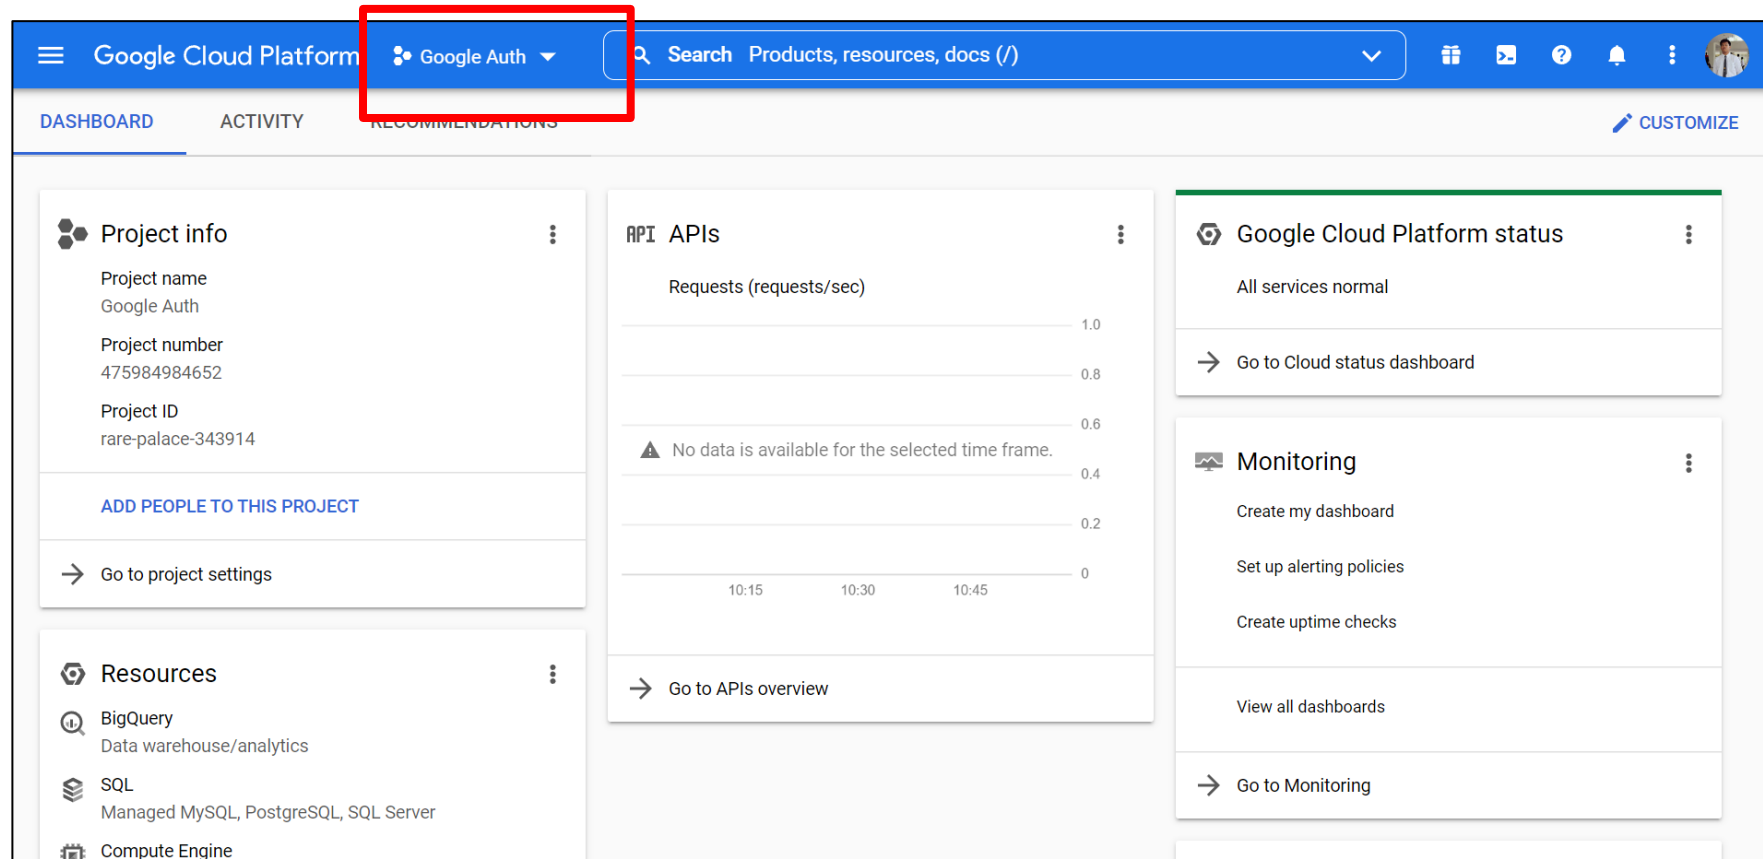 Google Cloud Platform
Google Auth
Search Products, resources, docs (/)
DASHBOARD
ACTIVITY
RECOMMENDATIONS
CUSTOMIZE
Project info
Project name
Google Auth
Project number
475984984652
Project ID
rare-palace-343914
ADD PEOPLE TO THIS PROJECT
Go to project settings
Resources
BigQuery
Data warehouse/analytics
SQL
Managed MySQL, PostgreSQL, SQL Server
Compute Engine
API APIs
Requests (requests/sec)
1.0
0.8
0.6
No data is available for the selected time frame.
0.4
0.2
0
10:15 10:30 10:45
Go to APIs overview
Google Cloud Platform status
All services normal
Go to Cloud status dashboard
Monitoring
Create my dashboard
Set up alerting policies
Create uptime checks
View all dashboards
Go to Monitoring